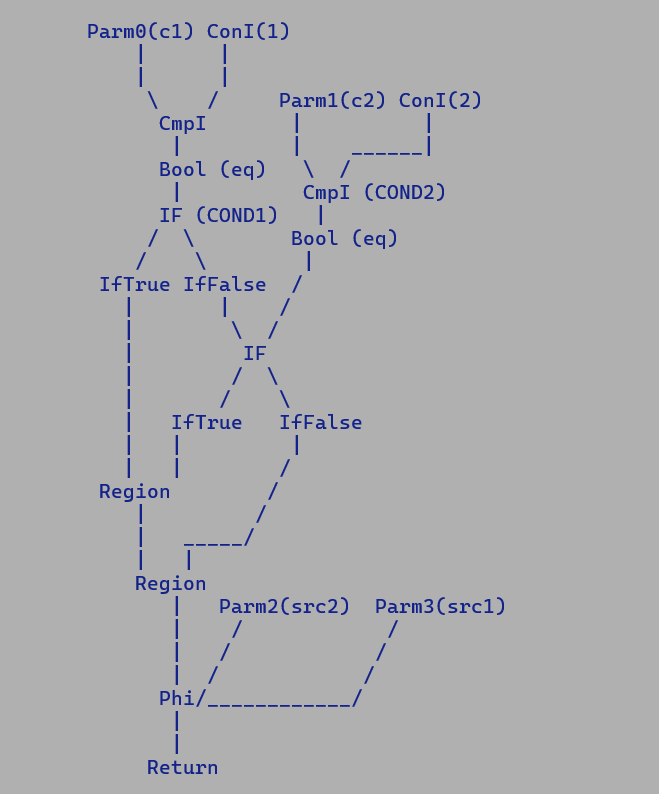 Parm0(c1) ConI(1)
Parm1(c2) ConI(2)
CmpI
Bool (eq)
CmpI (COND2)
IF (COND1)
Bool (eq)
IfTrue IfFalse
IF
IfTrue IfFalse
Region
Region
Parm2(src2) Parm3(src1)
Phi
Return